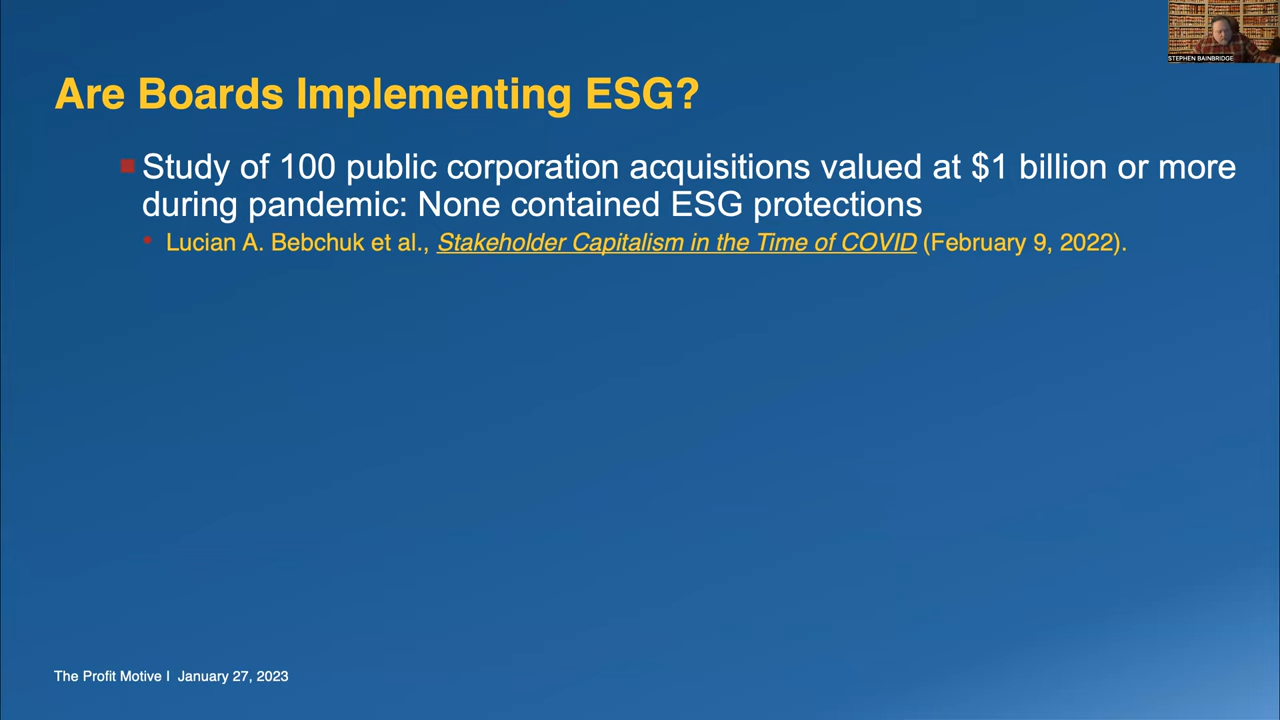 STEPHEN BAINBRIDGE
Are Boards Implementing ESG?
Study of 100 public corporation acquisitions valued at $1 billion or more
during pandemic: None contained ESG protections
Lucian A. Bebchuk et al., Stakeholder Capitalism in the Time of COVID (February 9, 2022).
The Profit Motive I January 27, 2023